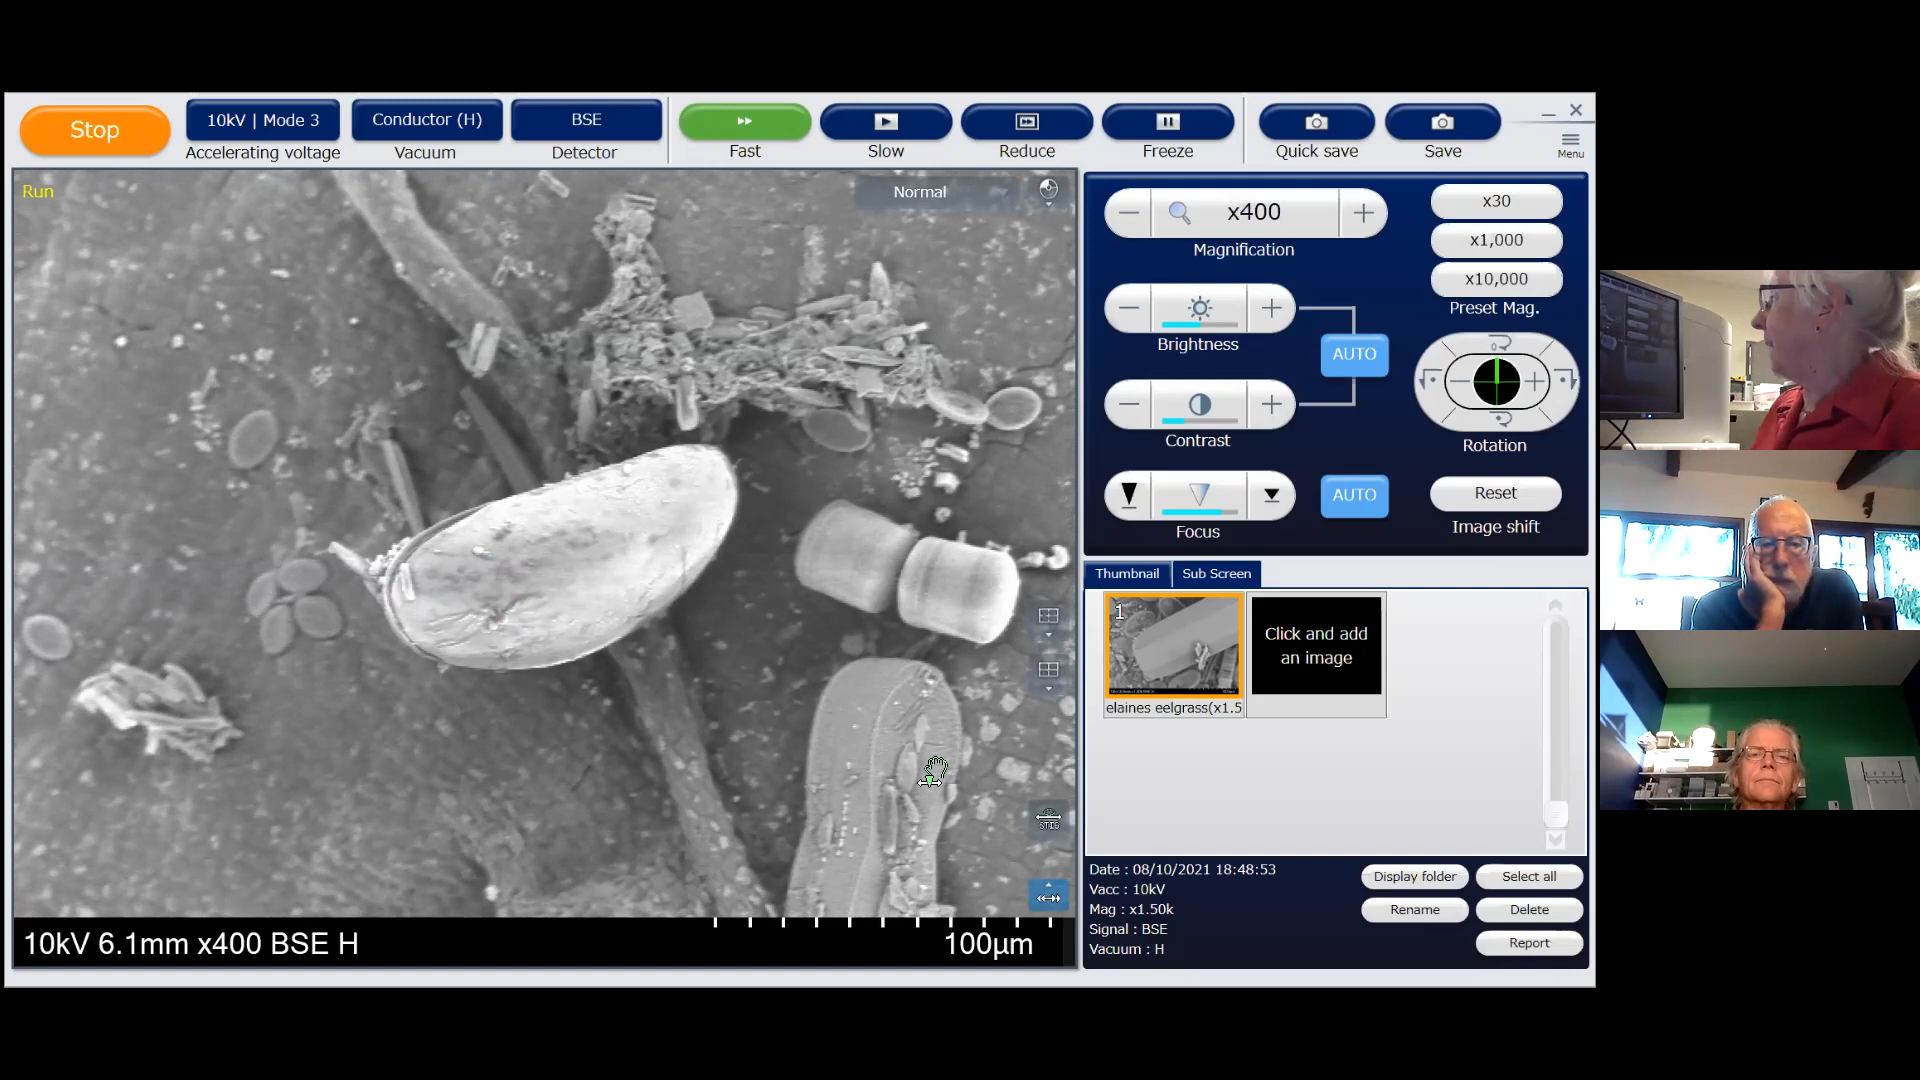 Stop
10kV | Mode 3
Accelerating voltage
Conductor (H)
Vacuum
BSE
Detector
Fast
Slow
Reduce
Freeze
Quick save
Save
Menu
Run
Normal
x400
Magnification
x30
x1,000
x10,000
Preset Mag.
Brightness
AUTO
Contrast
Rotation
Focus
AUTO
Reset
Image shift
Thumbnail
Sub Screen
1
Click and add
an image
elaines eelgrass(x1.5
STIG
Date : 08/10/2021 18:48:53
Vacc : 10kV
Mag : x1.50k
Signal : BSE
Vacuum : H
Display folder
Select all
Rename
Delete
Report
10kV 6.1mm x400 BSE H
100µm